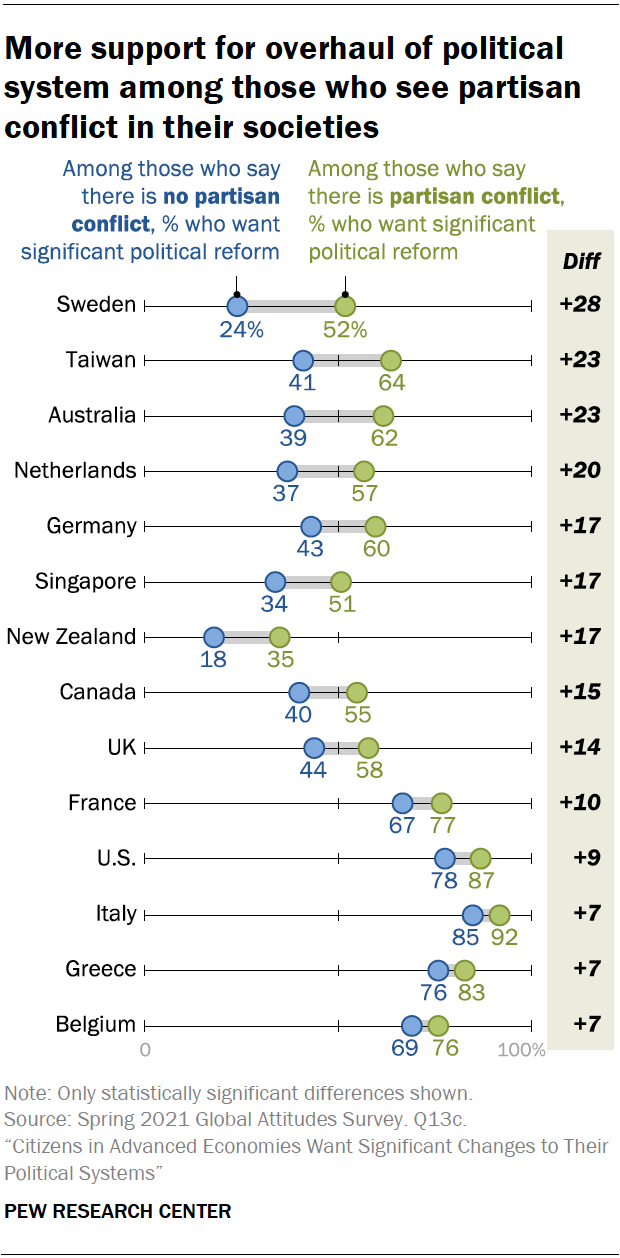 More support for overhaul of political
system among those who see partisan
conflict in their societies
Among those who say
there is no partisan
conflict, % who want
significant political reform
Among those who say
there is partisan conflict,
% who want significant
political reform
Diff
Sweden 24% 52% +28
Taiwan 41 64 +23
Australia 39 62 +23
Netherlands 37 57 +20
Germany 43 60 +17
Singapore 34 51 +17
New Zealand 18 35 +17
Canada 40 55 +15
UK 44 58 +14
France 67 77 +10
U.S. 78 87 +9
Italy 85 92 +7
Greece 76 83 +7
Belgium 69 76 +7
0 100%
Note: Only statistically significant differences shown.
Source: Spring 2021 Global Attitudes Survey. Q13c.
“Citizens in Advanced Economies Want Significant Changes to Their
Political Systems”
PEW RESEARCH CENTER